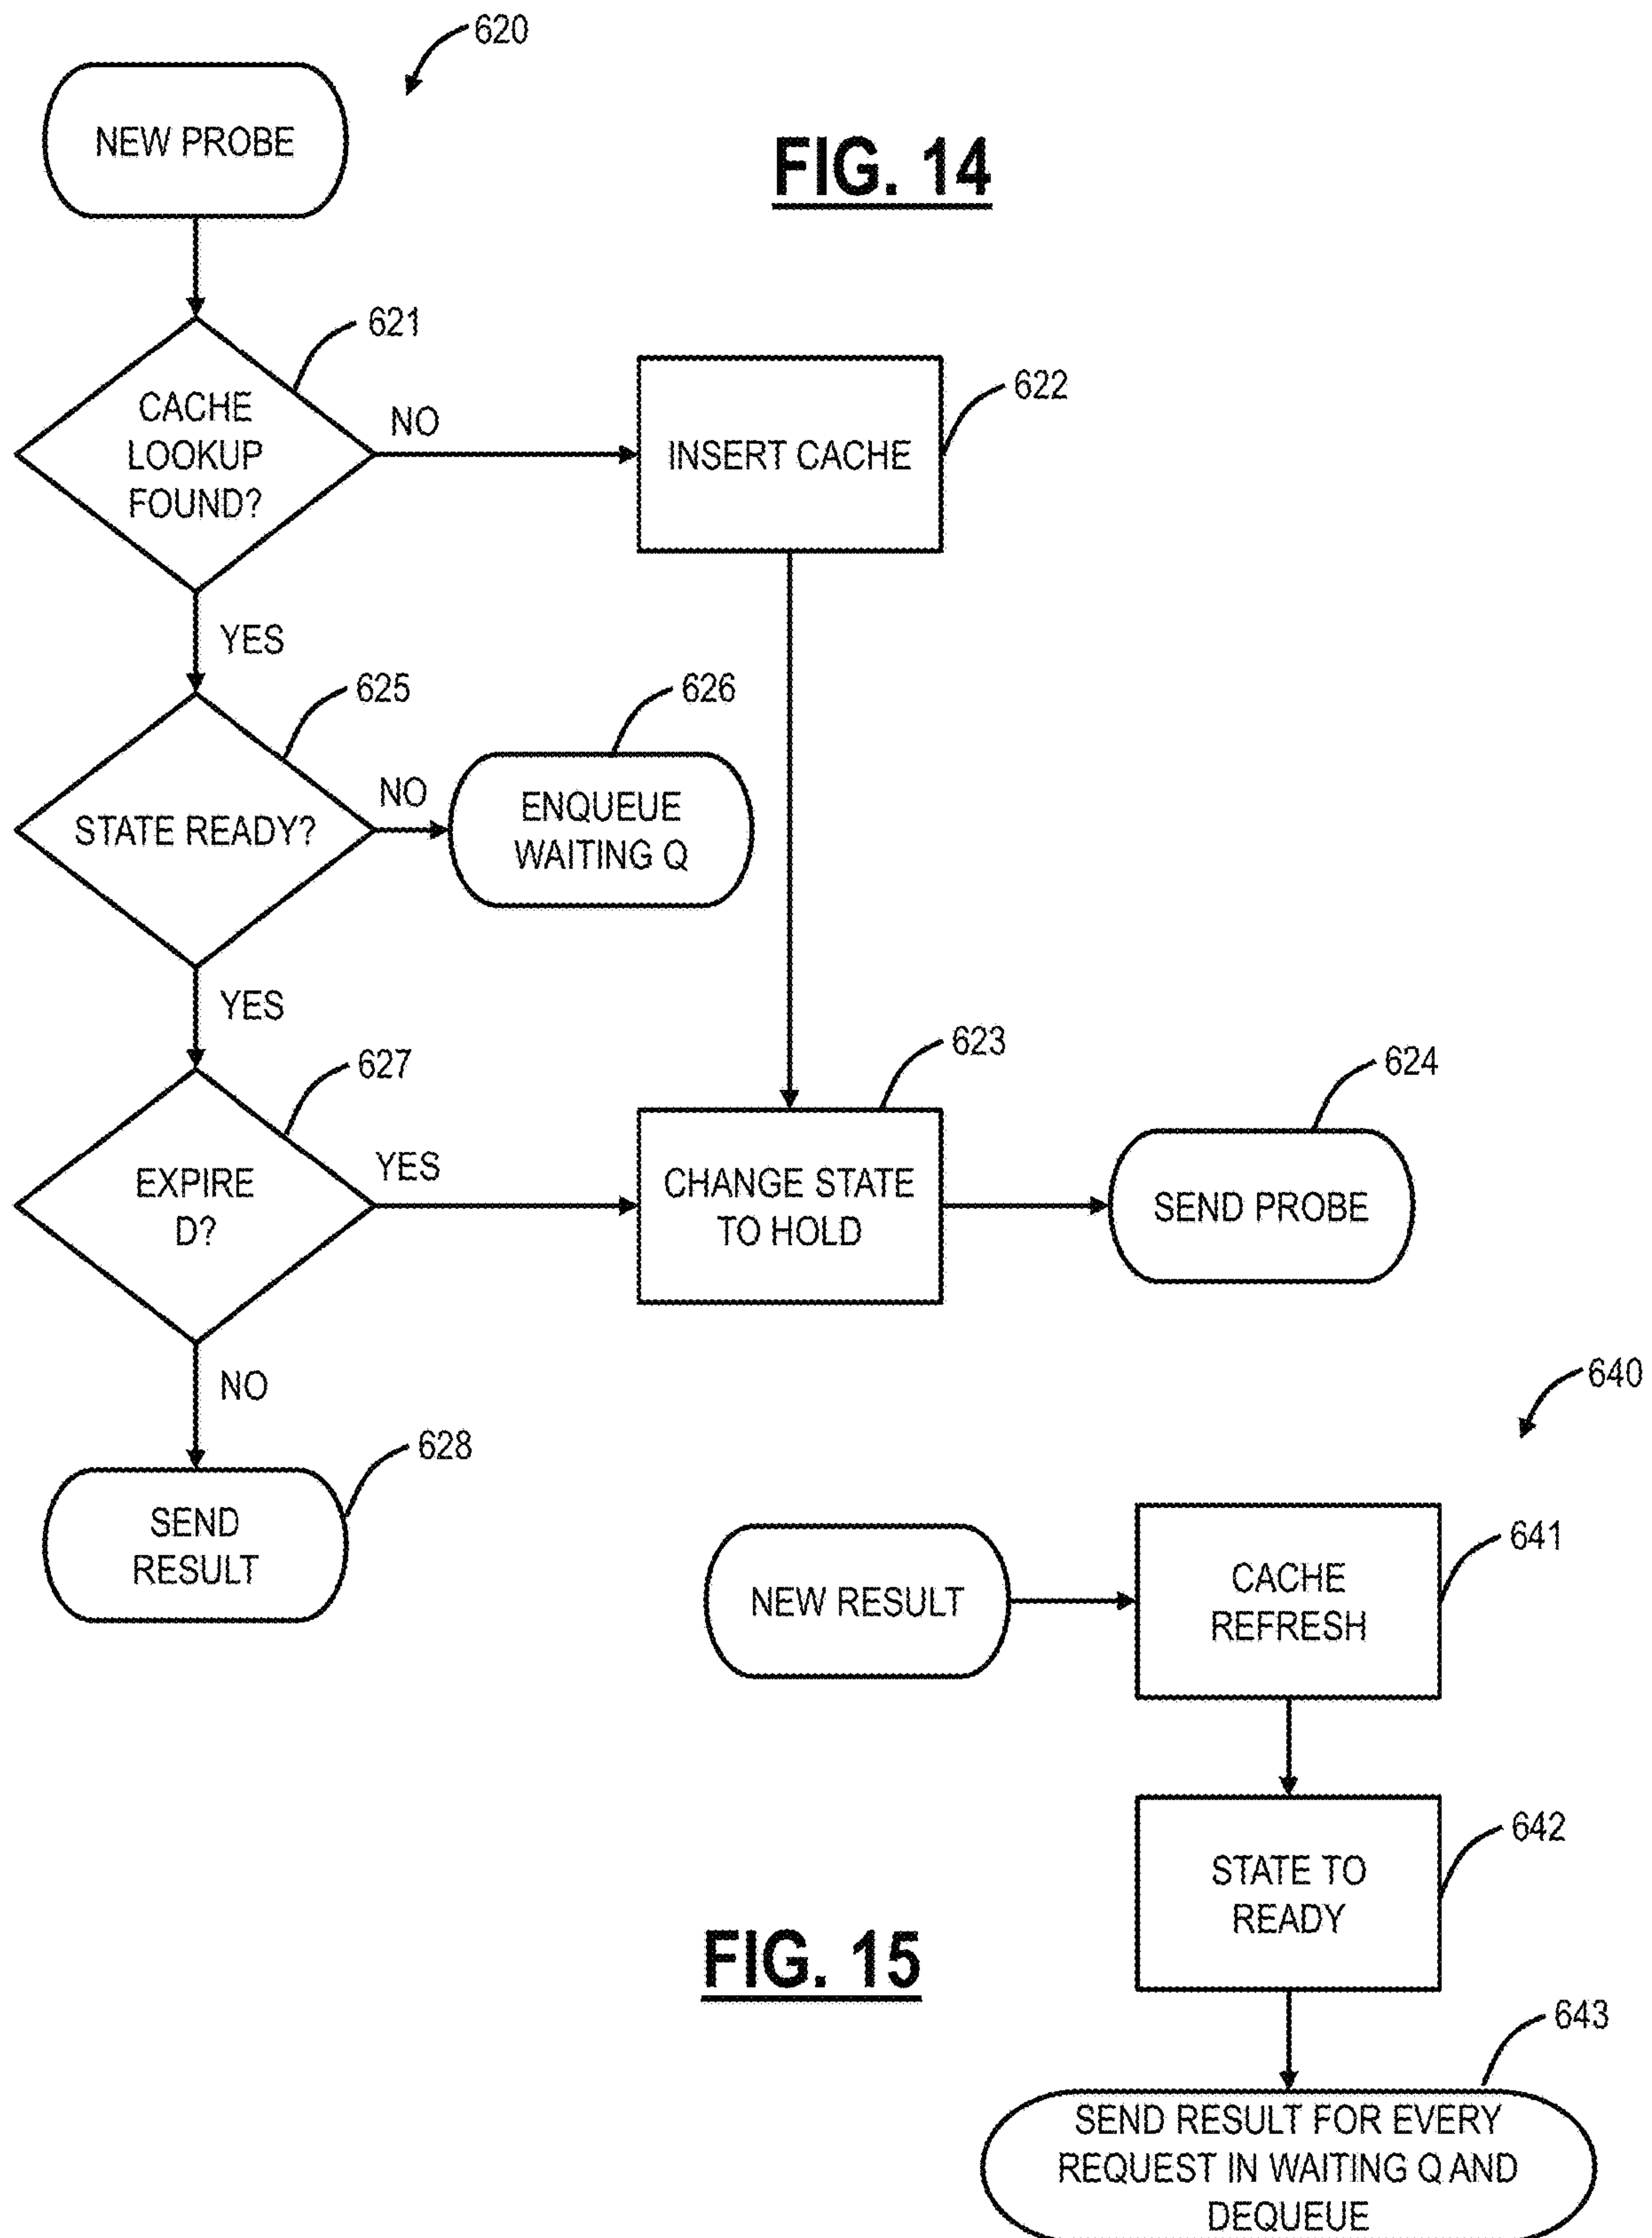 620
NEW PROBE
FIG. 14
621
CACHE
LOOKUP
FOUND?
NO
INSERT CACHE
622
YES
625
STATE READY?
NO
626
ENQUEUE
WAITING Q
YES
627
EXPIRE
D?
YES
623
CHANGE STATE
TO HOLD
624
SEND PROBE
NO
628
SEND
RESULT
640
NEW RESULT
641
CACHE
REFRESH
642
STATE TO
READY
FIG. 15
643
SEND RESULT FOR EVERY
REQUEST IN WAITING Q AND
DEQUEUE